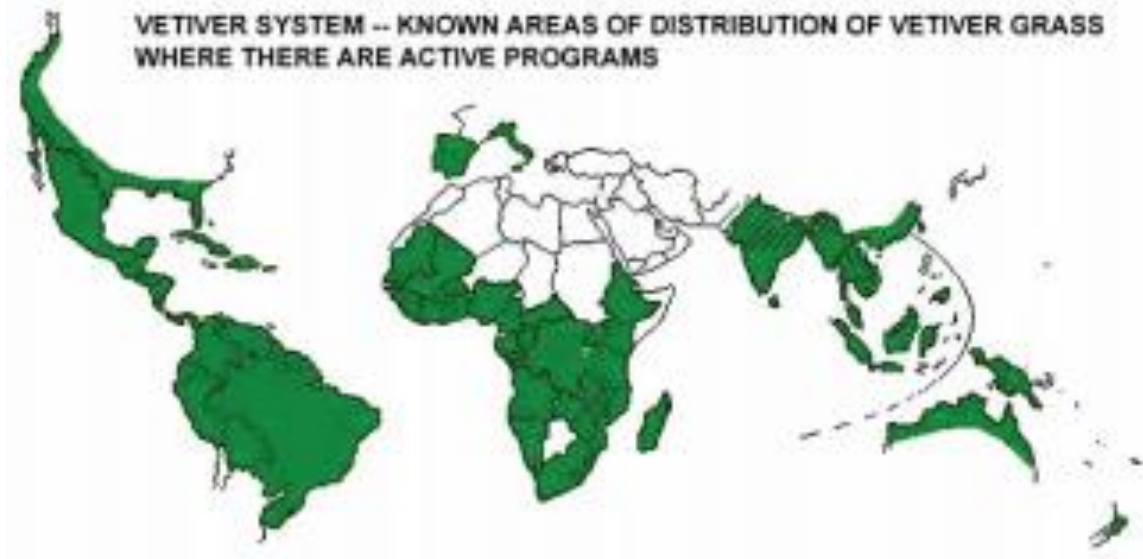 VETIVER SYSTEM -- KNOWN AREAS OF DISTRIBUTION OF VETIVER GRASS
WHERE THERE ARE ACTIVE PROGRAMS